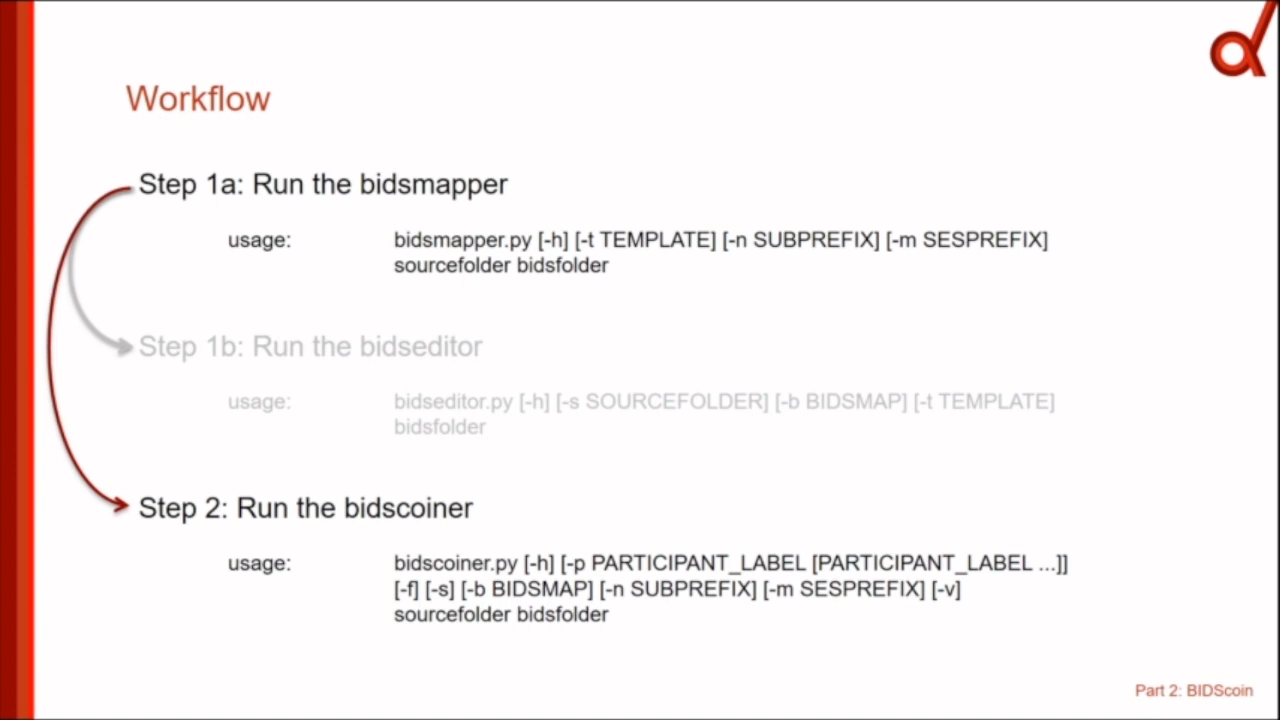 Workflow
Step 1a: Run the bidsmapper
usage: bidsmapper.py [-h] [-t TEMPLATE] [-n SUBPREFIX] [-m SESPREFIX]
sourcefolder bidsfolder
Step 1b: Run the bidseditor
usage: bidseditor.py [-h] [-s SOURCEFOLDER] [-b BIDSMAP] [-t TEMPLATE]
bidsfolder
Step 2: Run the bidscoiner
usage: bidscoiner.py [-h] [-p PARTICIPANT_LABEL [PARTICIPANT_LABEL ...]]
[-f] [-s] [-b BIDSMAP] [-n SUBPREFIX] [-m SESPREFIX] [-v]
sourcefolder bidsfolder
Part 2: BIDScoin